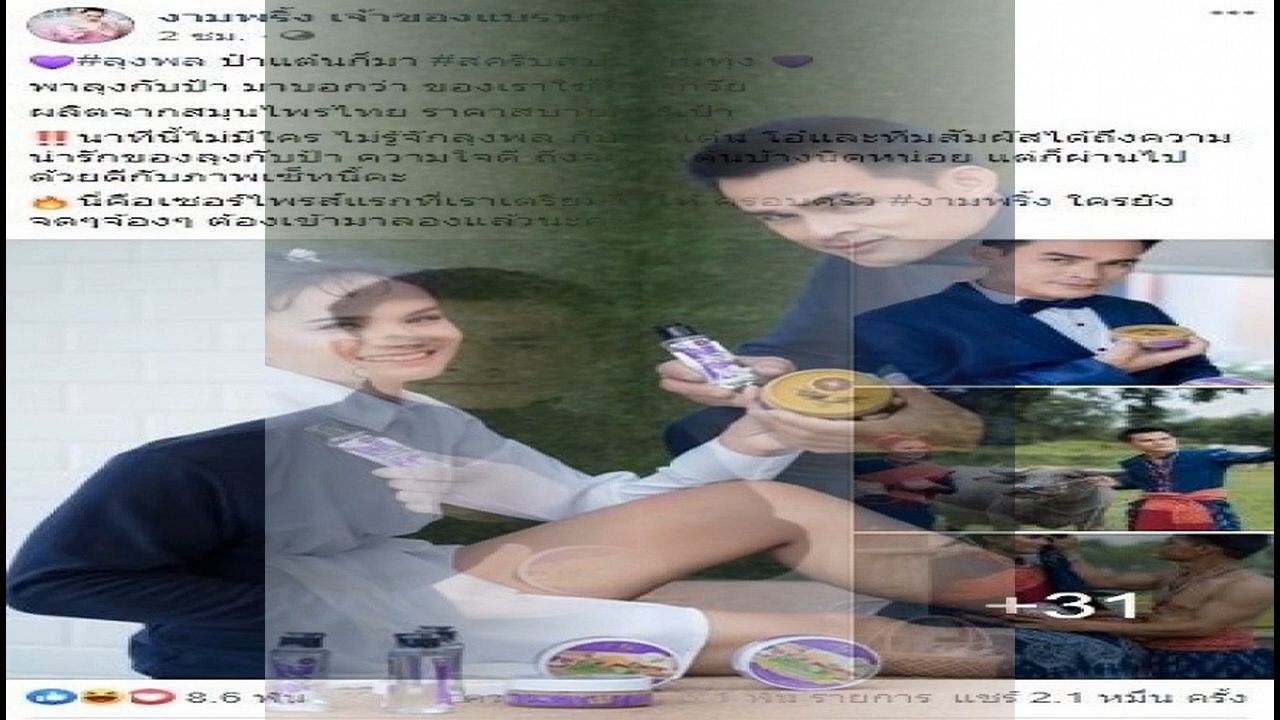 งามพริ้ง เจ้าของแบรนด์
2 ชม.
#ลุงพล ป้าแต๋นก็มา #สครับสบู่
พาลุงกับป้า มาบอกว่า ของเราใช้ได้ทุกวัย
ผลิตจากสมุนไพรไทย ราคาสบาย
‼️ นาทีนี้ไม่มีใคร ไม่รู้จักลุงพล กับป้าแต๋น โอ๋และทีมสัมผัสได้ถึงความ
น่ารักของลุงกับป้า ความใจดี ถึงจะ เต้นบ้างนิดหน่อย แต่ก็ผ่านไป
ด้วยดีกับภาพเซ็ทนี้คะ
🔥 นี่คือเซอร์ไพรส์แรกที่เราเตรียมไว้ให้ ครอบครัว #งามพริ้ง ใครยัง
จดๆจ้องๆ ต้องเข้ามาลองแล้วนะคะ
+31
8.6 พัน ความ พัน รายการ แชร์ 2.1 หมื่น ครั้ง